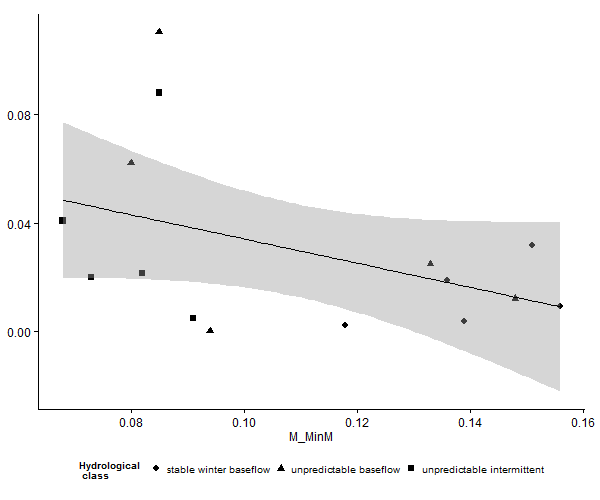 0.08
0.04
0.00
0.08 0.10 0.12 0.14 0.16
M_MinM
Hydrological
class
stable winter baseflow unpredictable baseflow unpredictable intermittent